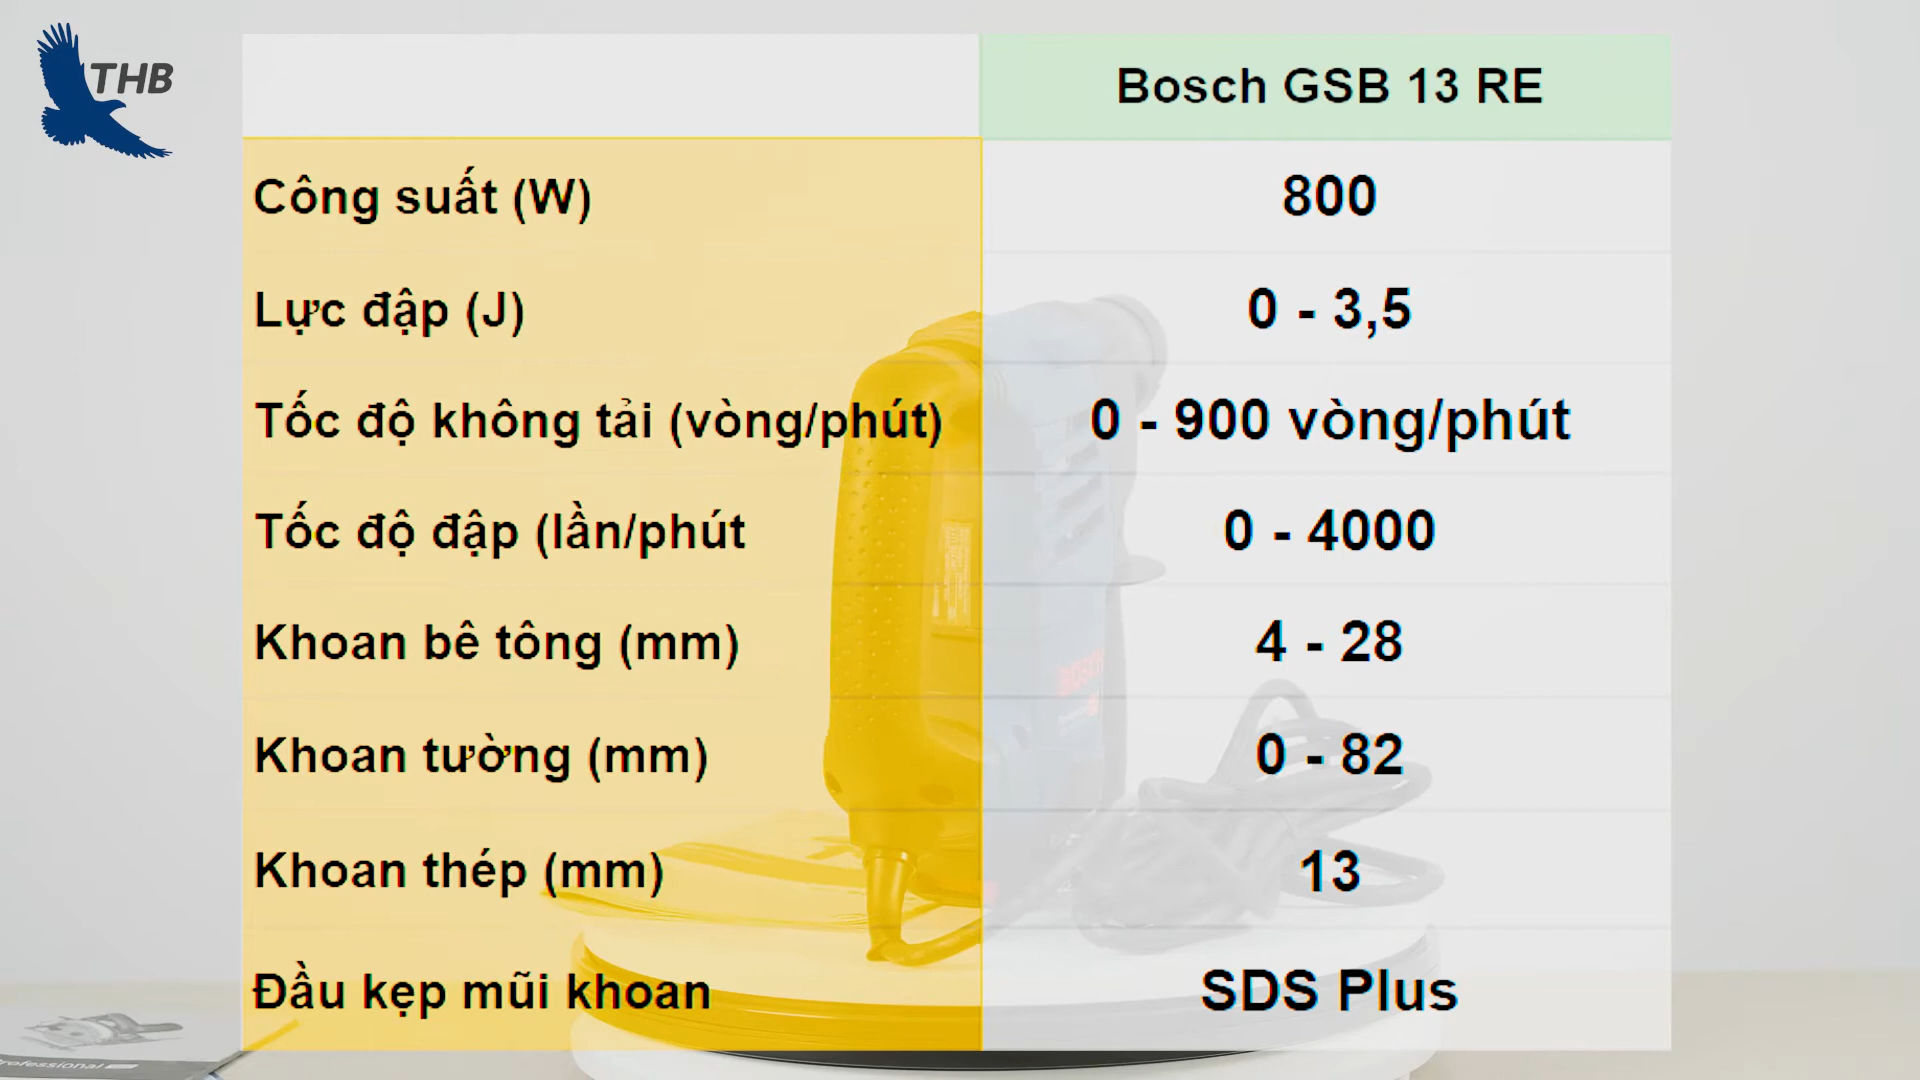 THB
Bosch GSB 13 RE
Công suất (W) 800
Lực đập (J) 0 - 3,5
Tốc độ không tải (vòng/phút) 0 - 900 vòng/phút
Tốc độ đập (lần/phút 0 - 4000
Khoan bê tông (mm) 4 - 28
Khoan tường (mm) 0 - 82
Khoan thép (mm) 13
Đầu kẹp mũi khoan SDS Plus
BOSCH